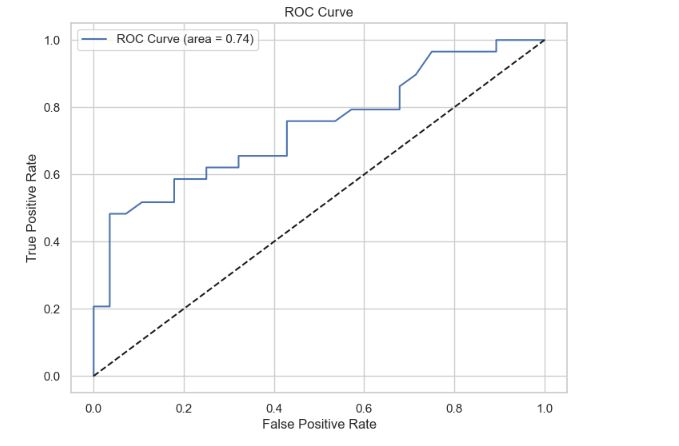 ROC Curve
ROC Curve (area = 0.74)
True Positive Rate
1.0
0.8
0.6
0.4
0.2
0.0
0.0 0.2 0.4 0.6 0.8 1.0
False Positive Rate